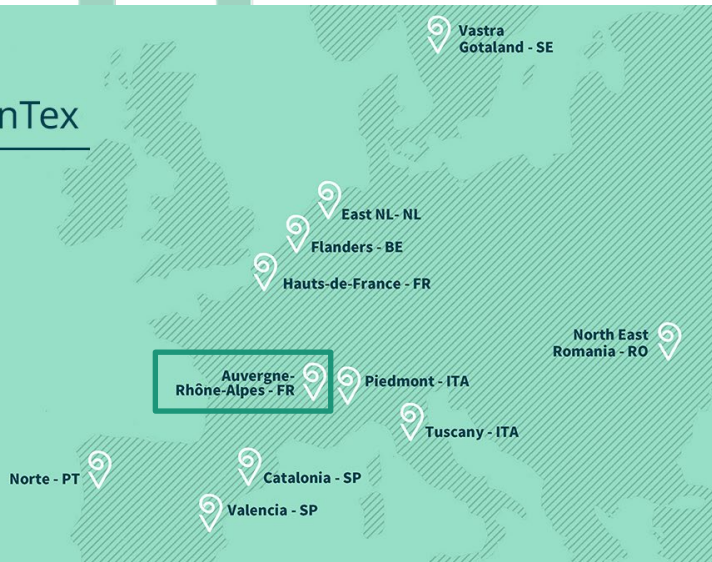 Vastra
Gotaland - SE
nTex
East NL- NL
Flanders - BE
Hauts-de-France - FR
North East
Romania - RO
Auvergne-
Rhône-Alpes - FR
Piedmont - ITA
Tuscany - ITA
Norte - PT
Catalonia - SP
Valencia - SP